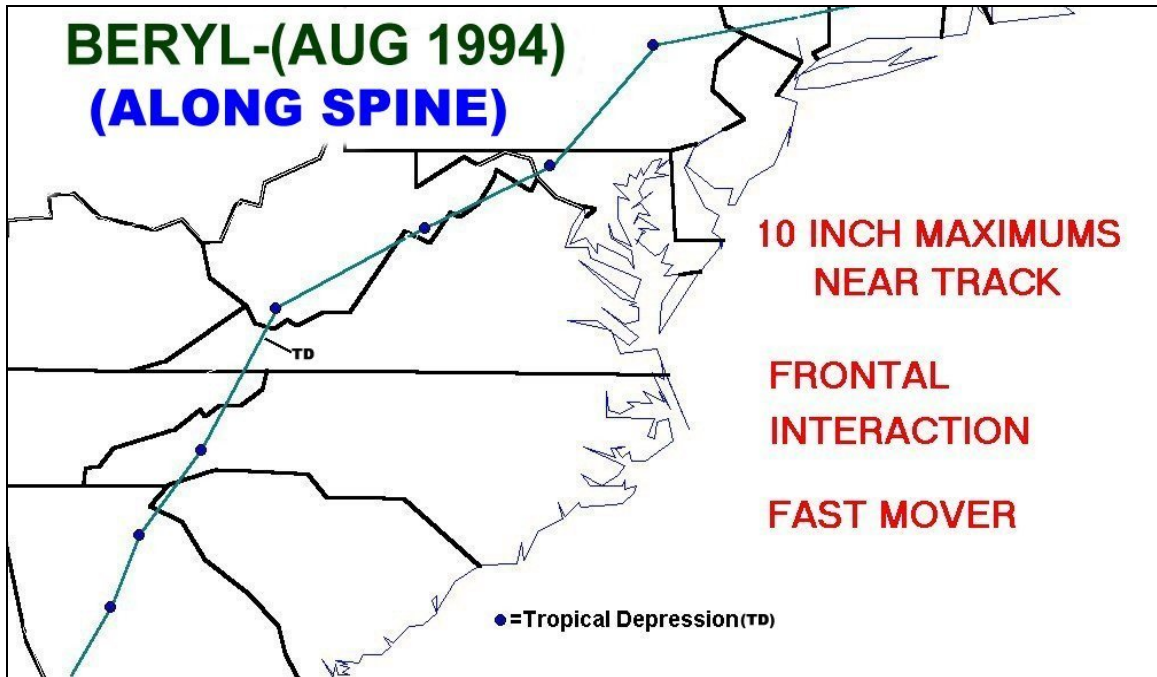 BERYL-(AUG 1994)
(ALONG SPINE)
10 INCH MAXIMUMS
NEAR TRACK
TD
FRONTAL
INTERACTION
FAST MOVER
=Tropical Depression(TD)